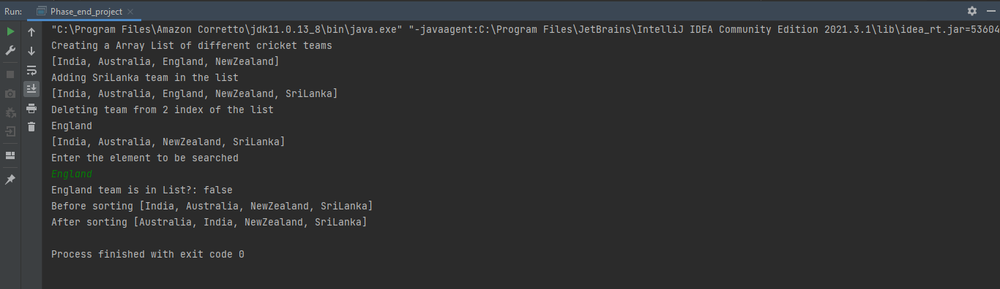 Run: Phase_end_project
"C:\Program Files\Amazon Corretto\jdk11.0.13_8\bin\java.exe" "-javaagent:C:\Program Files\JetBrains\IntelliJ IDEA Community Edition 2021.3.1\lib\idea_rt.jar=53604
Creating a Array List of different cricket teams
[India, Australia, England, NewZealand]
Adding SriLanka team in the list
[India, Australia, England, NewZealand, SriLanka]
Deleting team from 2 index of the list
England
[India, Australia, NewZealand, SriLanka]
Enter the element to be searched
England
England team is in List?: false
Before sorting [India, Australia, NewZealand, SriLanka]
After sorting [Australia, India, NewZealand, SriLanka]
Process finished with exit code 0